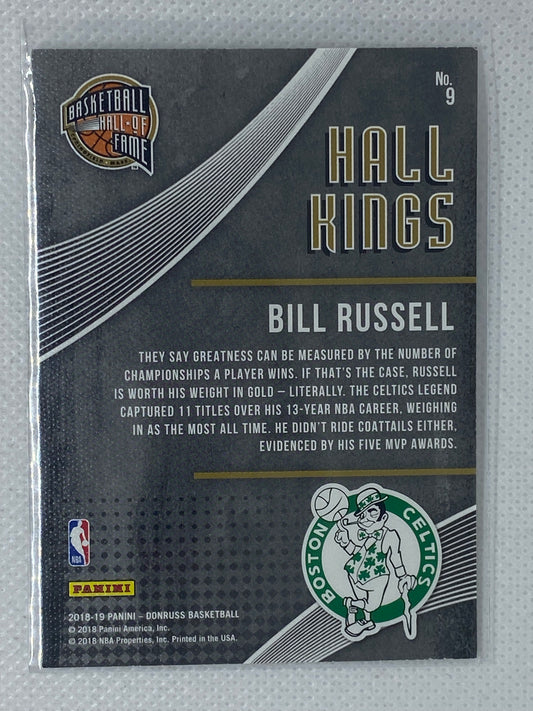 BASKETBALL
HALL-OF
FAME
No.
9
HALL
KINGS
BILL RUSSELL
THEY SAY GREATNESS CAN BE MEASURED BY THE NUMBER OF
CHAMPIONSHIPS A PLAYER WINS. IF THAT'S THE CASE, RUSSELL
IS WORTH HIS WEIGHT IN GOLD – LITERALLY. THE CELTICS LEGEND
CAPTURED 11 TITLES OVER HIS 13-YEAR NBA CAREER, WEIGHING
IN AS THE MOST ALL TIME. HE DIDN'T RIDE COATTAILS EITHER,
EVIDENCED BY HIS FIVE MVP AWARDS.
BOSTON CELTICS
NBA
PANINI
2018-19 PANINI – DONRUSS BASKETBALL
© 2018 Panini America, Inc.
© 2018 NBA Properties, Inc. Printed in the USA.